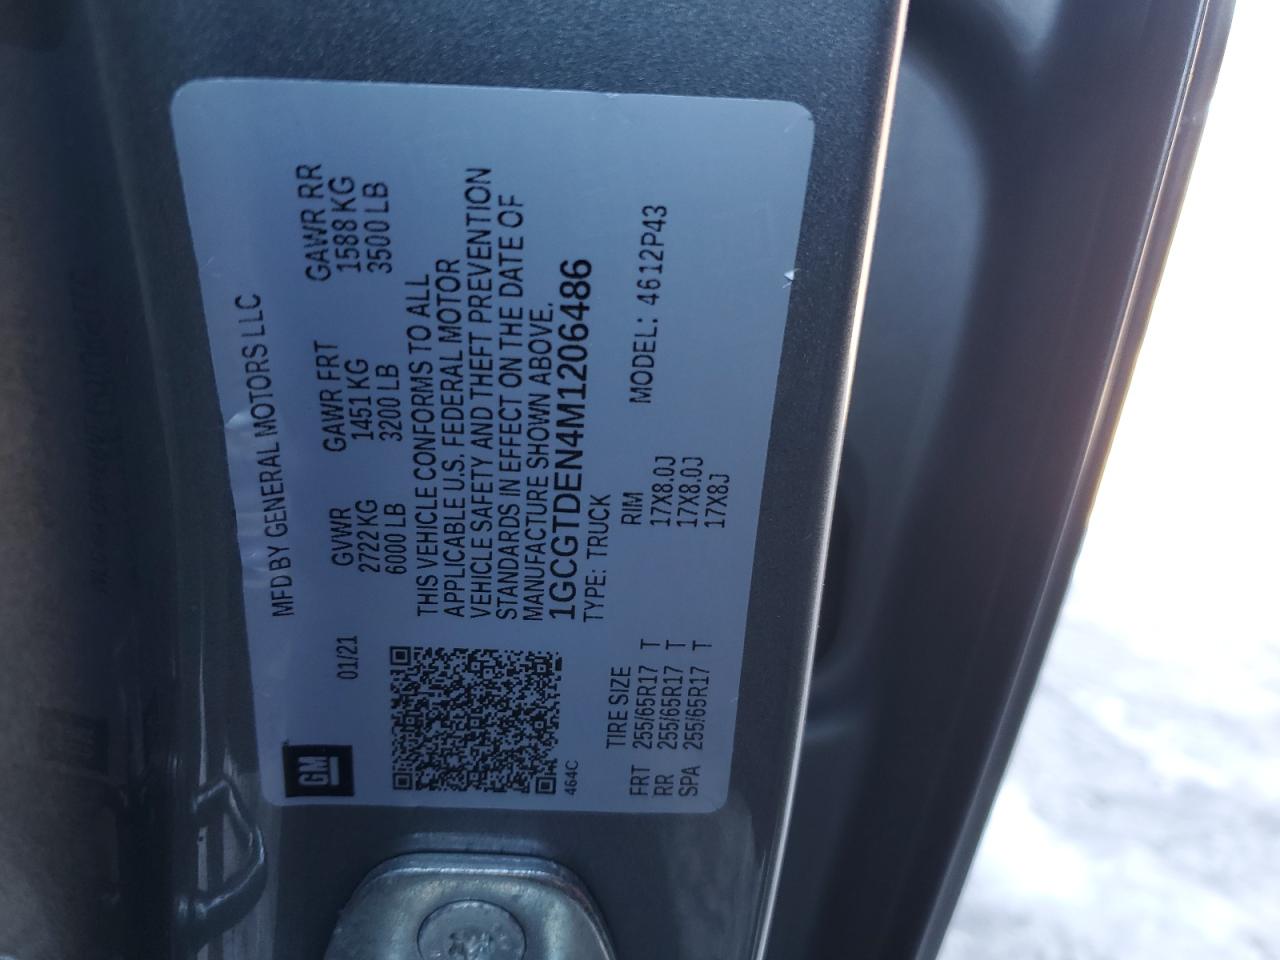 GM
MFD BY GENERAL MOTORS LLC
01/21
GVWR GAWR FRT GAWR RR
2722 KG 1451 KG 1588 KG
6000 LB 3200 LB 3500 LB
THIS VEHICLE CONFORMS TO ALL
APPLICABLE U.S. FEDERAL MOTOR
VEHICLE SAFETY AND THEFT PREVENTION
STANDARDS IN EFFECT ON THE DATE OF
MANUFACTURE SHOWN ABOVE.
1GCGTDEN4M1206486
464C
TYPE: TRUCK
TIRE SIZE RIM MODEL: 4612P43
FRT 255/65R17 T 17X8.0J
RR 255/65R17 T 17X8.0J
SPA 255/65R17 T 17X8J